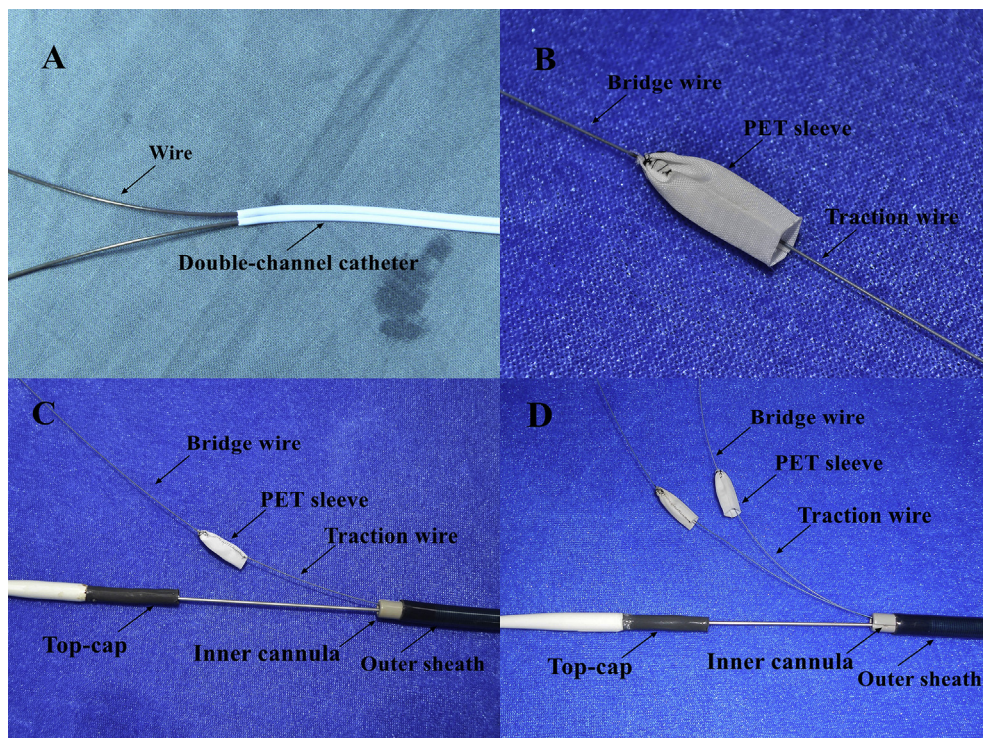 A
Wire
Double-channel catheter
B
Bridge wire
PET sleeve
Traction wire
C
Bridge wire
PET sleeve
Traction wire
Top-cap
Inner cannula
Outer sheath
D
Bridge wire
PET sleeve
Traction wire
Top-cap
Inner cannula
Outer sheath